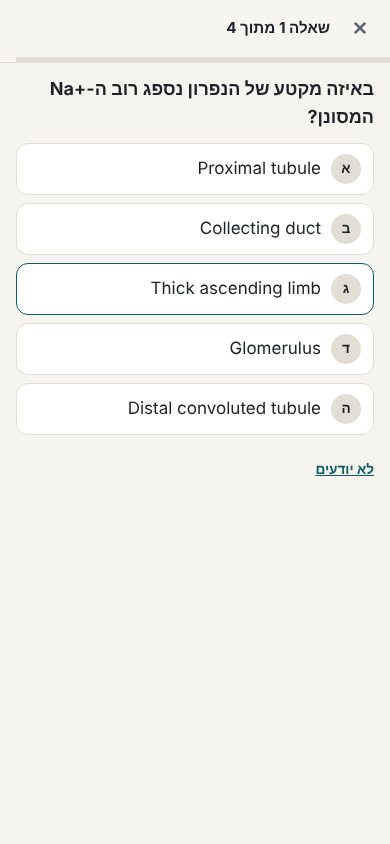 שאלה 1 מתוך 4 ✕
באיזה מקטע של הנפרון נספג רוב ה-Na+
המסונן?
א Proximal tubule
ב Collecting duct
ג Thick ascending limb
ד Glomerulus
ה Distal convoluted tubule
לא יודעים